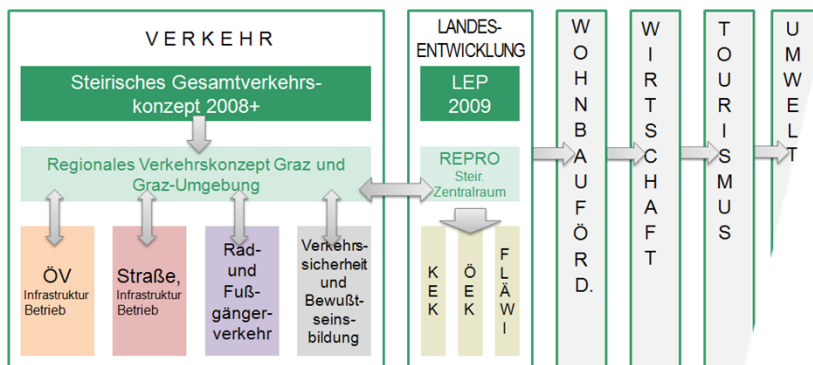 VERKEHR
Steirisches Gesamtverkehrs-
konzept 2008+
Regionales Verkehrskonzept Graz und
Graz-Umgebung
ÖV
Infrastruktur
Betrieb
Straße,
Infrastruktur
Betrieb
Rad-
und
Fuß-
gänger-
verkehr
Verkehrs-
sicherheit
und
Bewußt-
seins-
bildung
LANDES-
ENTWICKLUNG
LEP
2009
REPRO
Steir.
Zentralraum
KEK
ÖEK
FLÄWI
WOHNBAUFÖRD.
WIRTSCHAFT
TOURISMUS
UMWELT